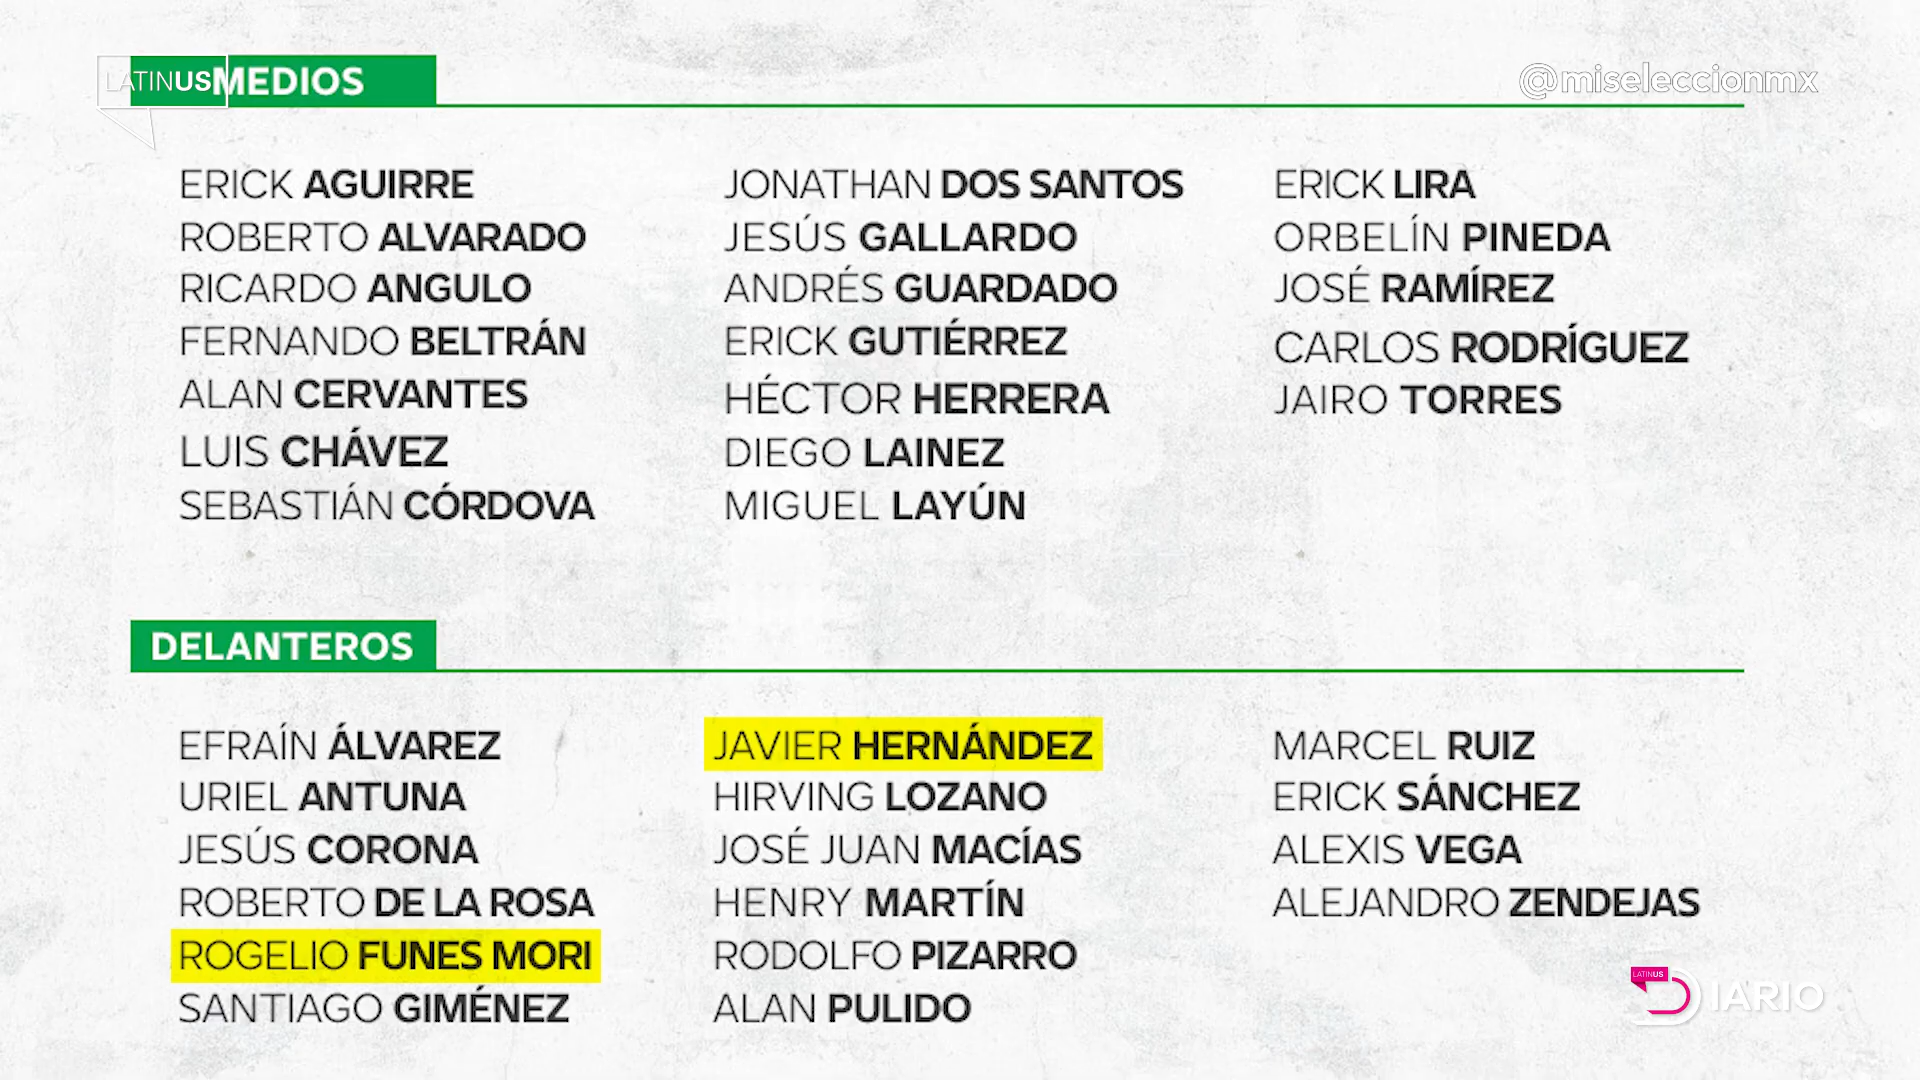 LATINUS
MEDIOS
@miseleccionmx
ERICK AGUIRRE
ROBERTO ALVARADO
RICARDO ANGULO
FERNANDO BELTRÁN
ALAN CERVANTES
LUIS CHÁVEZ
SEBASTIÁN CÓRDOVA
JONATHAN DOS SANTOS
JESÚS GALLARDO
ANDRÉS GUARDADO
ERICK GUTIÉRREZ
HÉCTOR HERRERA
DIEGO LAINEZ
MIGUEL LAYÚN
ERICK LIRA
ORBELÍN PINEDA
JOSÉ RAMÍREZ
CARLOS RODRÍGUEZ
JAIRO TORRES
DELANTEROS
EFRAÍN ÁLVAREZ
URIEL ANTUNA
JESÚS CORONA
ROBERTO DE LA ROSA
ROGELIO FUNES MORI
SANTIAGO GIMÉNEZ
JAVIER HERNÁNDEZ
HIRVING LOZANO
JOSÉ JUAN MACÍAS
HENRY MARTÍN
RODOLFO PIZARRO
ALAN PULIDO
MARCEL RUIZ
ERICK SÁNCHEZ
ALEXIS VEGA
ALEJANDRO ZENDEJAS
LATINUS
DIARIO